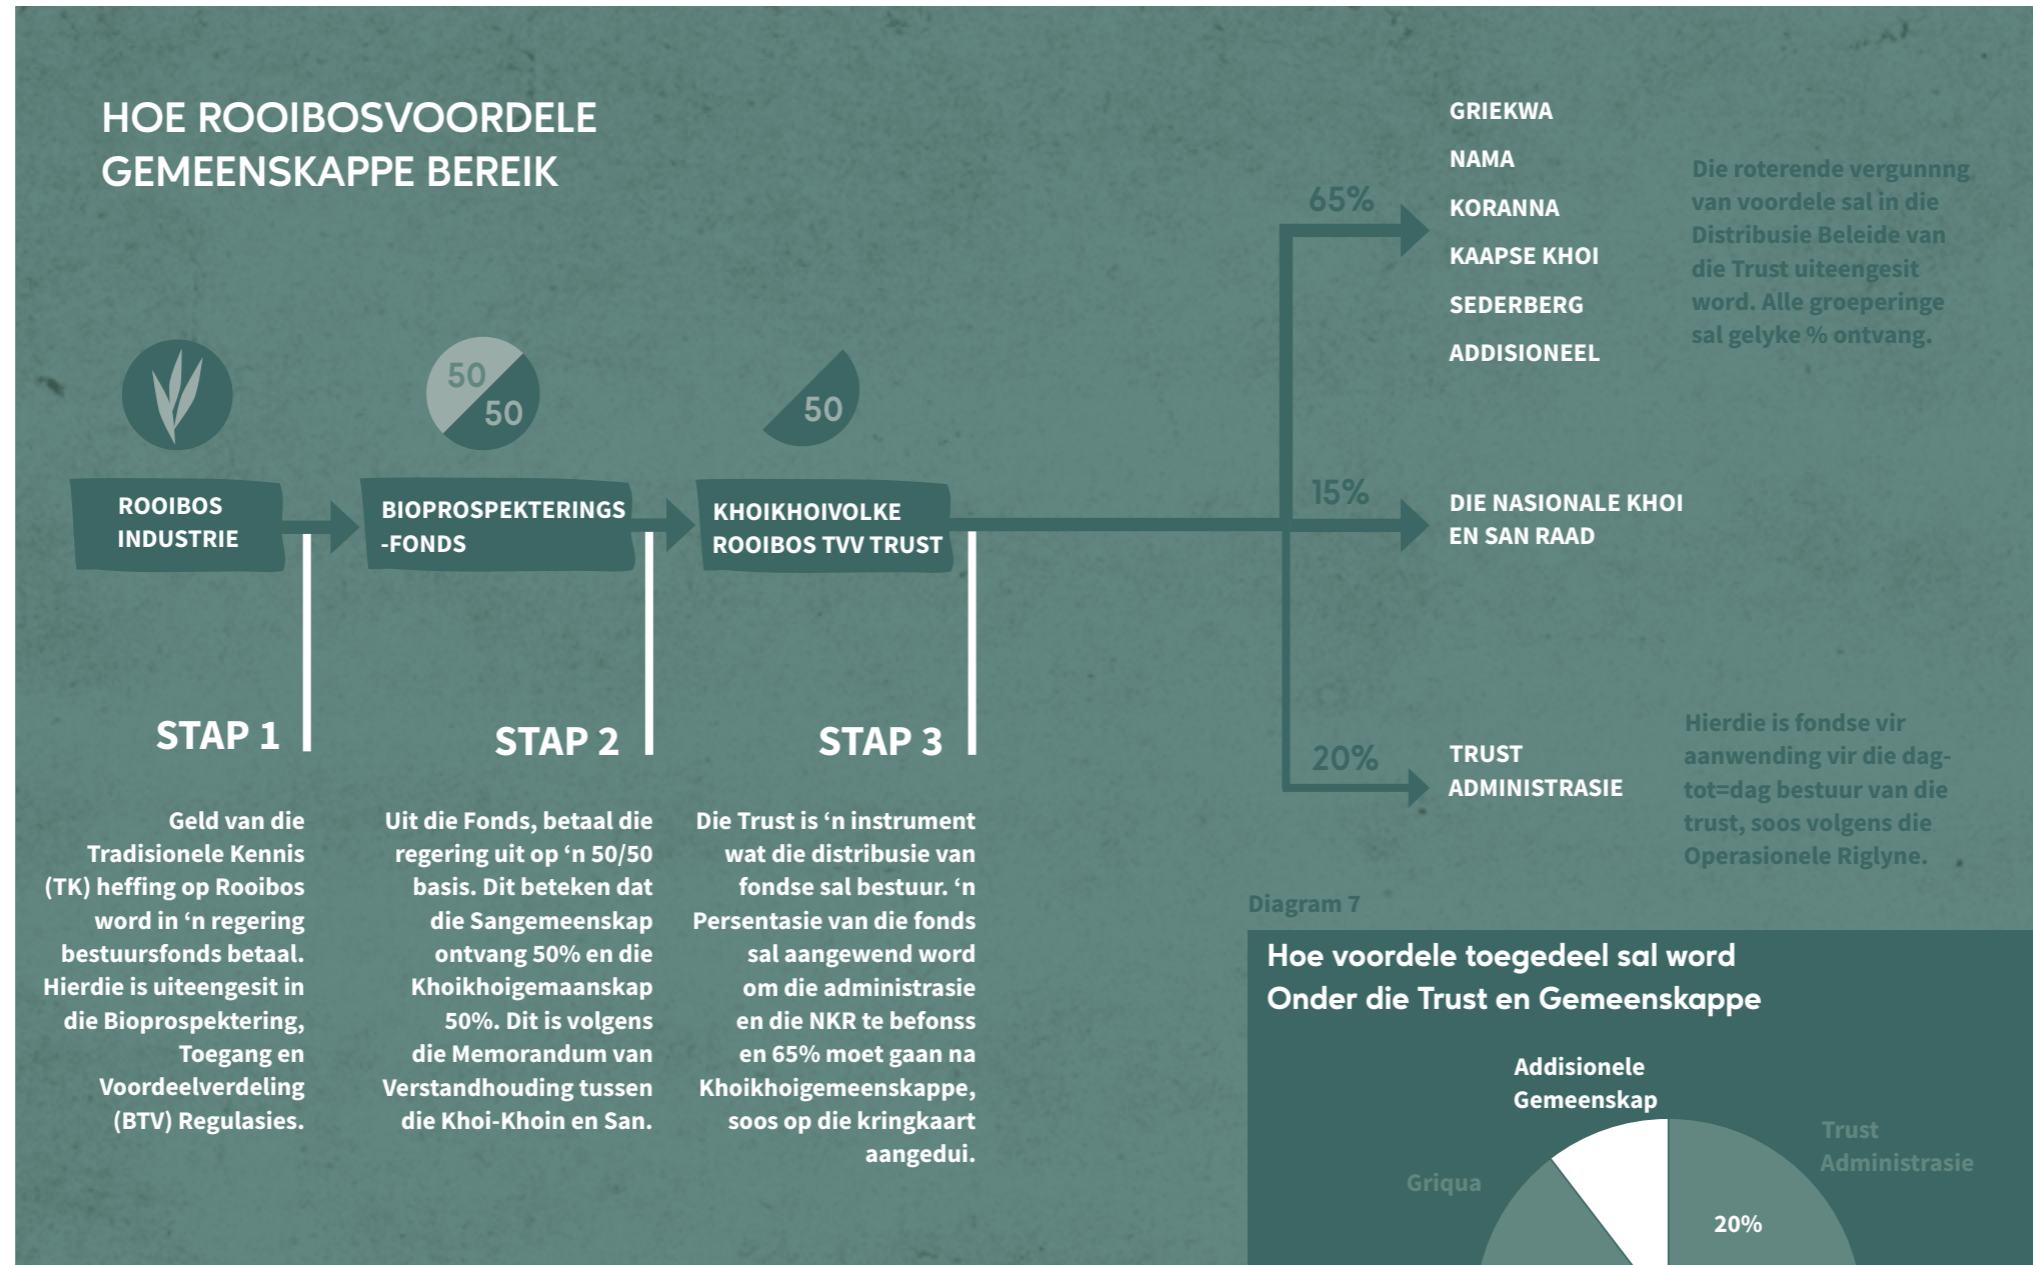 HOE ROOIBOSVOORDELE
GEMEENSKAPPE BEREIK
50
50
50
ROOIBOS
INDUSTRIE
BIOPROSPEKTERINGS
-FONDS
KHOIKHOIVOLKE
ROOIBOS TVV TRUST
STAP 1
Geld van die
Tradisionele Kennis
(TK) heffing op Rooibos
word in ‘n regering
bestuursfonds betaal.
Hierdie is uiteengesit in
die Bioprospektering,
Toegang en
Voordeelverdeling
(BTV) Regulasies.
STAP 2
Uit die Fonds, betaal die
regering uit op ‘n 50/50
basis. Dit beteken dat
die Sangemeenskap
ontvang 50% en die
Khoikhoigemaanskap
50%. Dit is volgens
die Memorandum van
Verstandhouding tussen
die Khoi-Khoin en San.
STAP 3
Die Trust is ‘n instrument
wat die distribusie van
fondse sal bestuur. ‘n
Persentasie van die fonds
sal aangewend word
om die administrasie
en die NKR te befonss
en 65% moet gaan na
Khoikhoigemeenskappe,
soos op die kringkaart
aangedui.
65%
GRIEKWA
NAMA
KORANNA
KAAPSE KHOI
SEDERBERG
ADDISIONEEL
Die roterende vergunnng
van voordele sal in die
Distribusie Beleide van
die Trust uiteengesit
word. Alle groeperinge
sal gelyke % ontvang.
15%
DIE NASIONALE KHOI
EN SAN RAAD
20%
TRUST
ADMINISTRASIE
Hierdie is fondse vir
aanwending vir die dag-
tot=dag bestuur van die
trust, soos volgens die
Operasionele Riglyne.
Diagram 7
Hoe voordele toegedeel sal word
Onder die Trust en Gemeenskappe
Addisionele
Gemeenskap
Trust
Administrasie
Griqua
20%